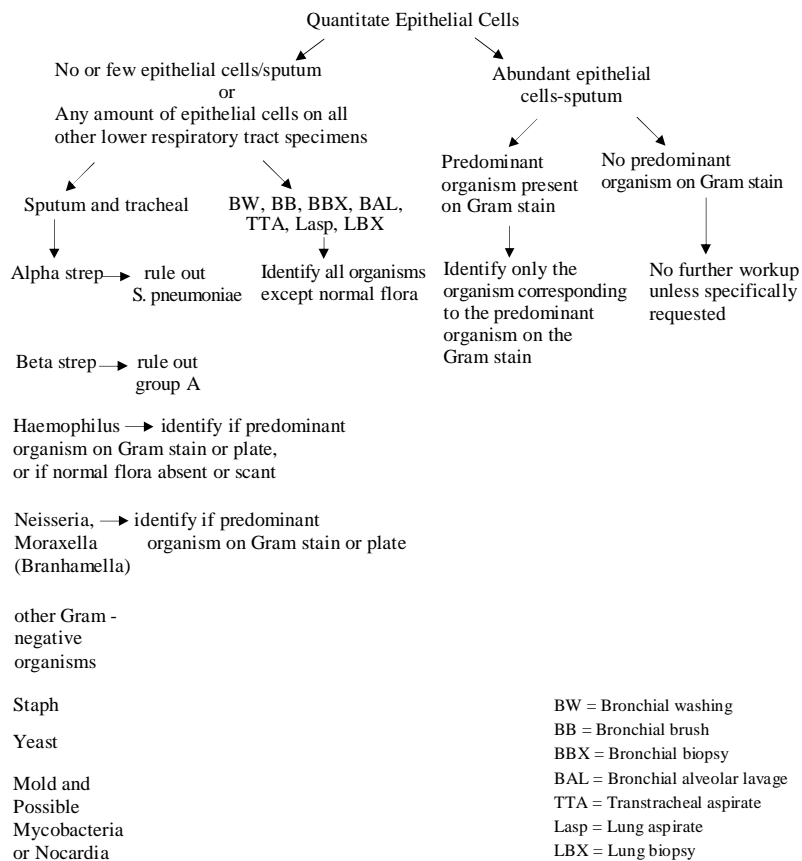 Quantitate Epithelial Cells
No or few epithelial cells/sputum
or
Any amount of epithelial cells on all
other lower respiratory tract specimens
Abundant epithelial
cells-sputum
Predominant
organism present
on Gram stain
No predominant
organism on Gram stain
Sputum and tracheal
BW, BB, BBX, BAL,
TTA, Lasp, LBX
Alpha strep
rule out
S. pneumoniae
Identify all organisms
except normal flora
Identify only the
organism corresponding
to the predominant
organism on the
Gram stain
No further workup
unless specifically
requested
Beta strep
rule out
group A
Haemophilus → identify if predominant
organism on Gram stain or plate,
or if normal flora absent or scant
Neisseria, → identify if predominant
Moraxella organism on Gram stain or plate
(Branhamella)
other Gram -
negative
organisms
Staph
Yeast
Mold and
Possible
Mycobacteria
or Nocardia
BW = Bronchial washing
BB = Bronchial brush
BBX = Bronchial biopsy
BAL = Bronchial alveolar lavage
TTA = Transtracheal aspirate
Lasp = Lung aspirate
LBX = Lung biopsy